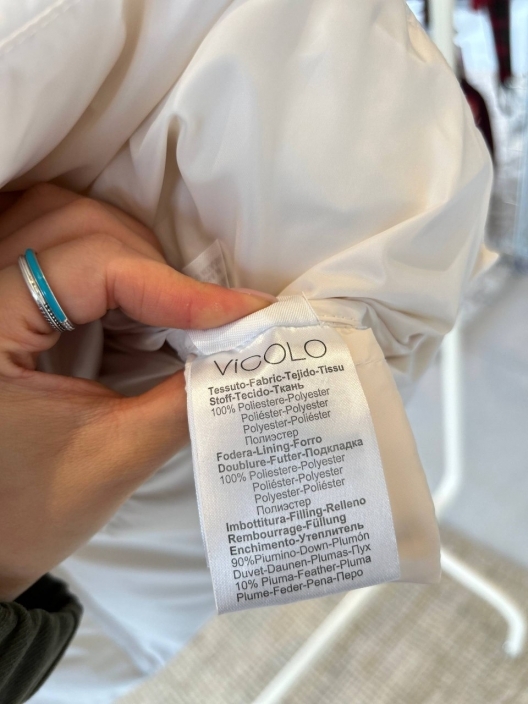 ViCOLO
Tessuto-Fabric-Tejido-Tissu
Stoff-Tecido-Ткань
100% Poliestere-Polyester
Poliéster-Polyester
Polyester-Poliéster
Полиэстер
Fodera-Lining-Forro
Doublure-Futter-Подкладка
100% Poliestere-Polyester
Poliéster-Polyester
Polyester-Poliéster
Полиэстер
Imbottitura-Filling-Relleno
Rembourrage-Füllung
Enchimento-Утеплитель
90%Piumino-Down-Plumón
Duvet-Daunen-Plumas-Пух
10% Piuma-Feather-Pluma
Plume-Feder-Pena-Перо